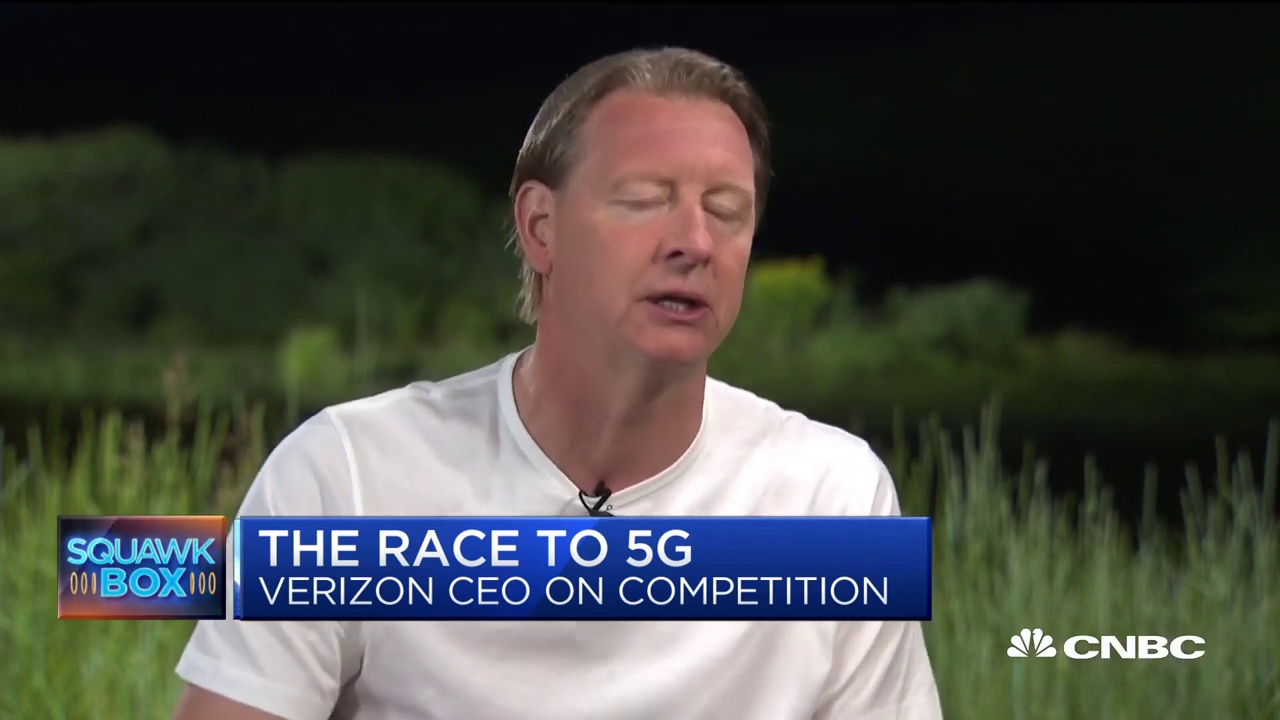 SQUAWK
BOX
THE RACE TO 5G
VERIZON CEO ON COMPETITION
CNBC